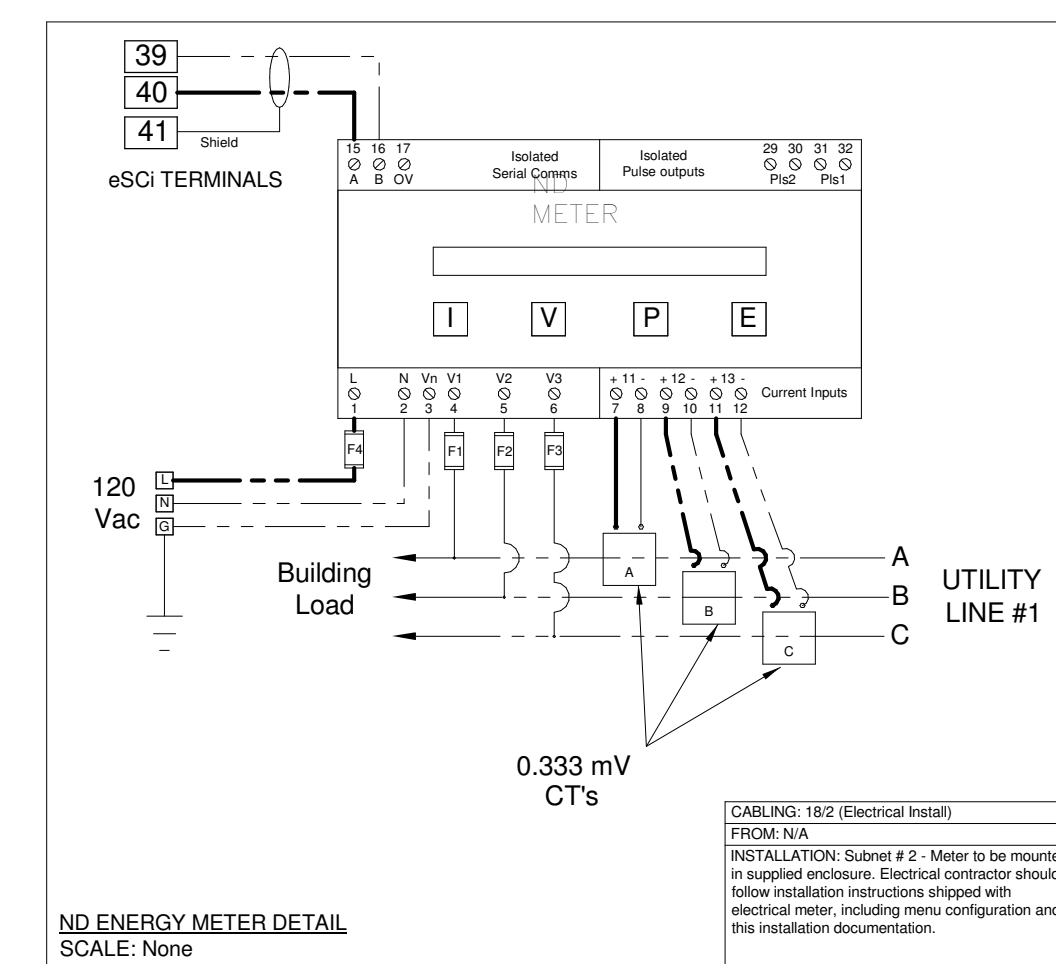 39
40
41
Shield
eSCi TERMINALS
15 16 17
A B OV
Isolated
Serial Comms
Isolated
Pulse outputs
29 30 31 32
Pls2 Pls1
ND
METER
I V P E
L N Vn V1 V2 V3
1 2 3 4 5 6
+ 11 - + 12 - + 13 -
7 8 9 10 11 12
Current Inputs
F4 F1 F2 F3
120
Vac
L
N
G
Building
Load
A
B
C
A
B
C
UTILITY
LINE #1
0.333 mV
CT's
CABLING: 18/2 (Electrical Install)
FROM: N/A
INSTALLATION: Subnet # 2 - Meter to be mounte
in supplied enclosure. Electrical contractor should
follow installation instructions shipped with
electrical meter, including menu configuration and
this installation documentation.
ND ENERGY METER DETAIL
SCALE: None